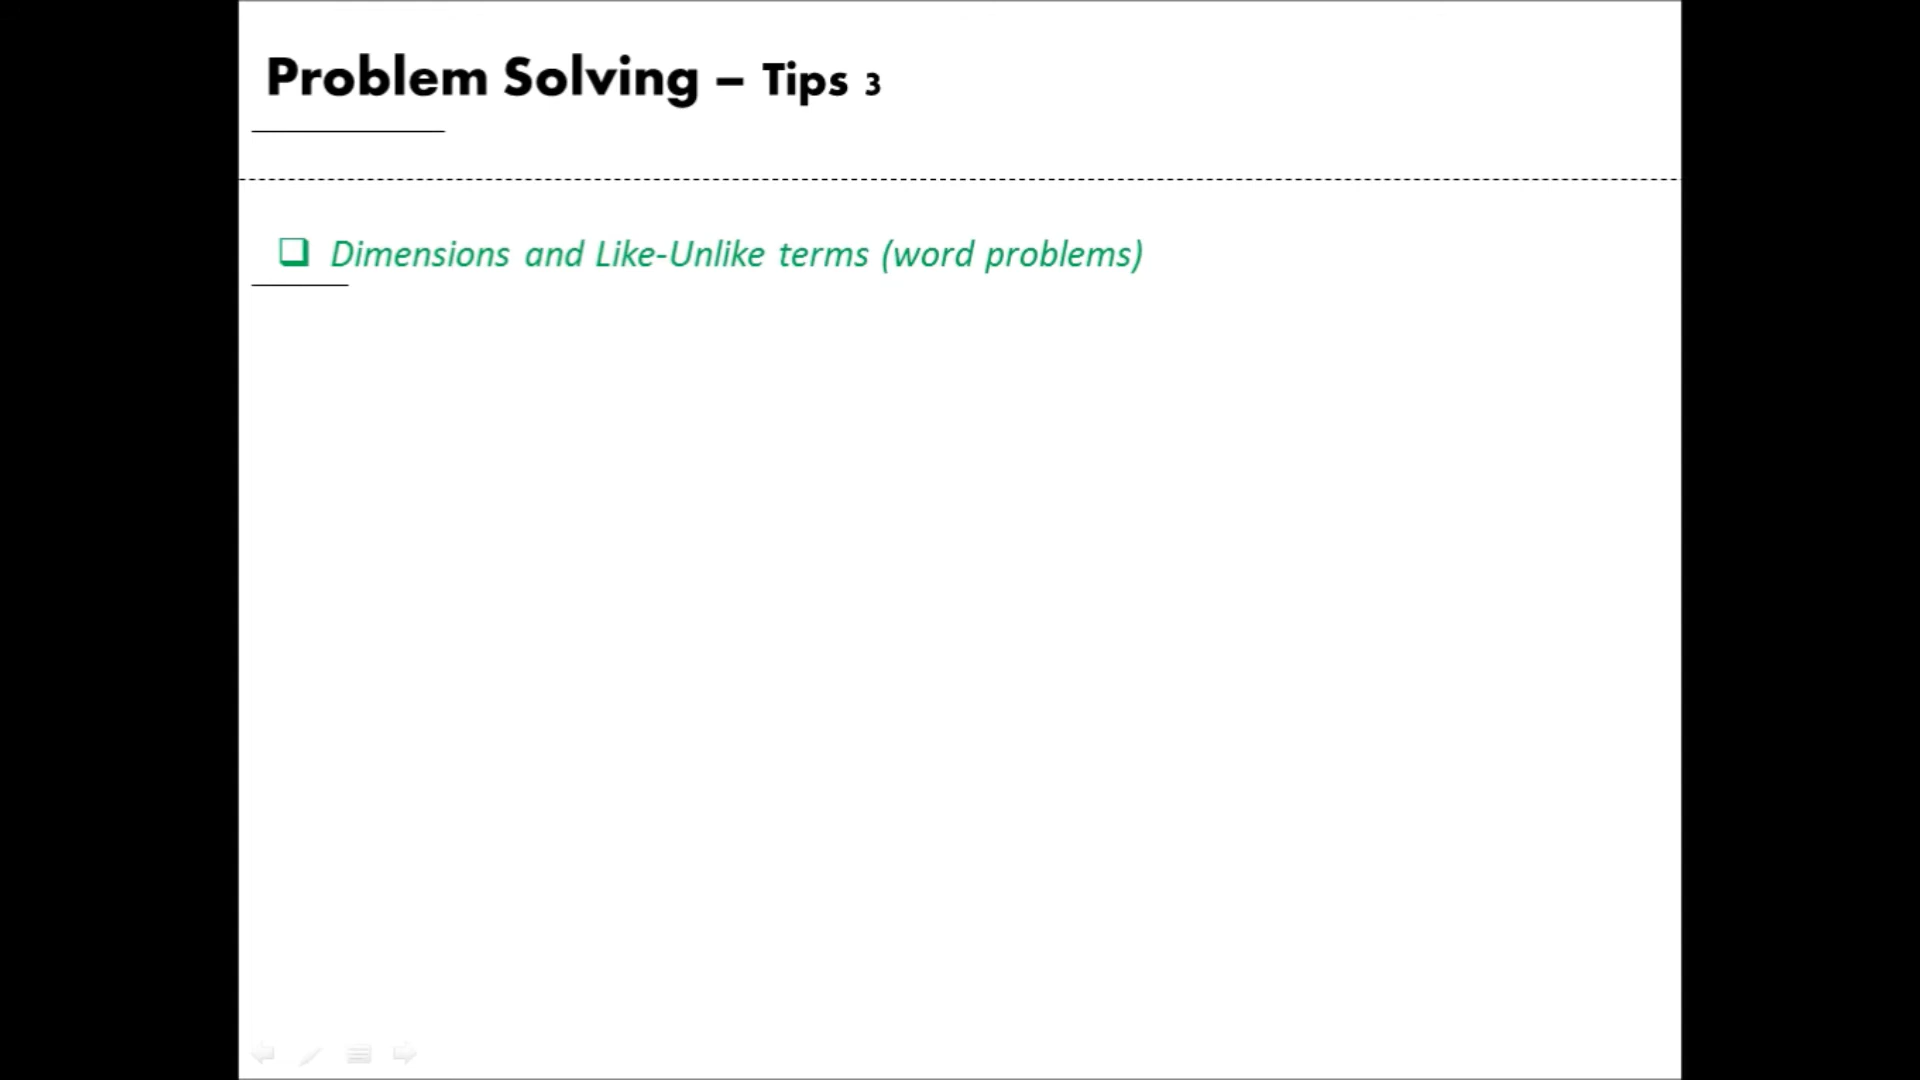 Problem Solving – Tips 3
❑ Dimensions and Like-Unlike terms (word problems)